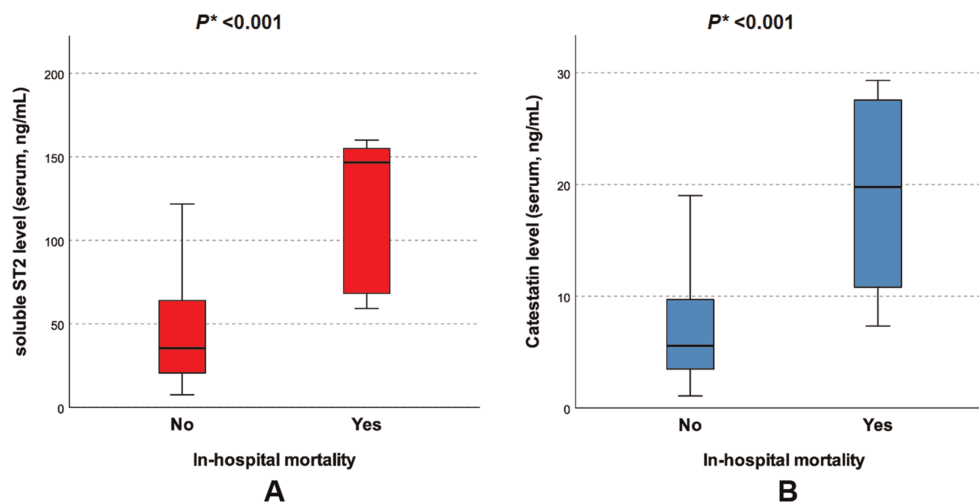 P* <0.001
soluble ST2 level (serum, ng/mL)
200
150
100
50
0
No
Yes
In-hospital mortality
A
P* <0.001
Catestatin level (serum, ng/mL)
30
20
10
0
No
Yes
In-hospital mortality
B